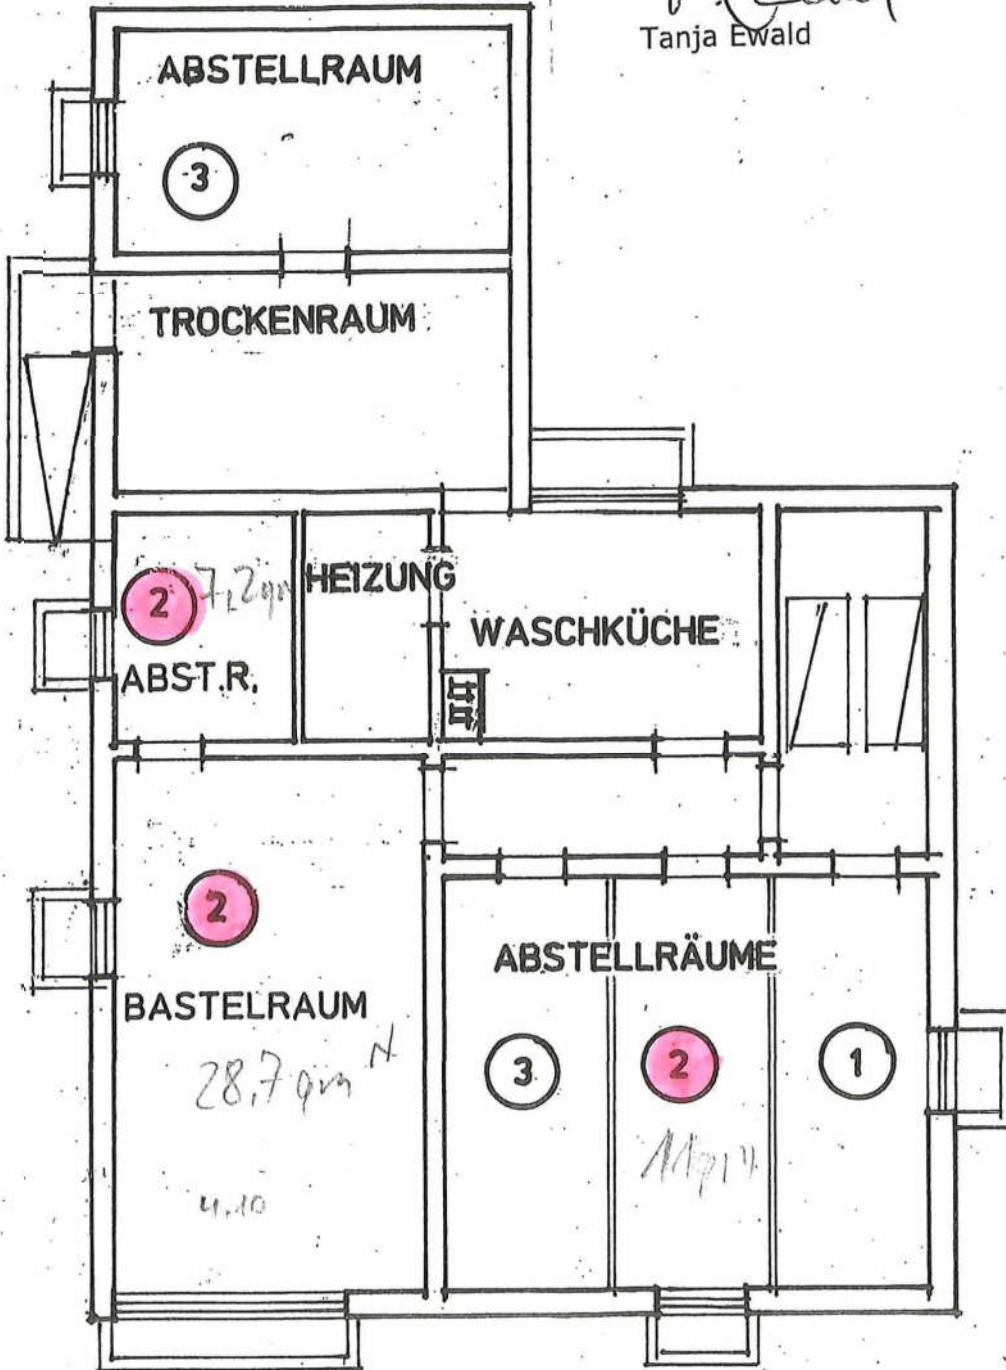 Tanja Ewald
ABSTELLRAUM
3
TROCKENRAUM
2 7,2qm
HEIZUNG
WASCHKÜCHE
ABST.R.
2
ABSTELLRÄUME
BASTELRAUM
28,7 qm
3
2
1
4.10